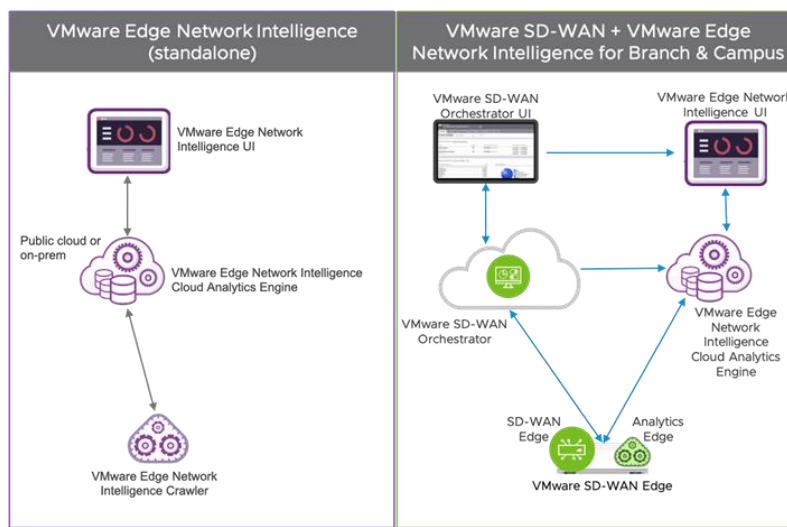 VMware Edge Network Intelligence
(standalone)
VMware Edge Network
Intelligence UI
Public cloud or
on-prem
VMware Edge Network Intelligence
Cloud Analytics Engine
VMware Edge Network
Intelligence Crawler
VMware SD-WAN + VMware Edge
Network Intelligence for Branch & Campus
VMware SD-WAN
Orchestrator UI
VMware Edge Network
Intelligence UI
VMware SD-WAN
Orchestrator
VMware Edge
Network
Intelligence
Cloud Analytics
Engine
SD-WAN
Edge
Analytics
Edge
VMware SD-WAN Edge